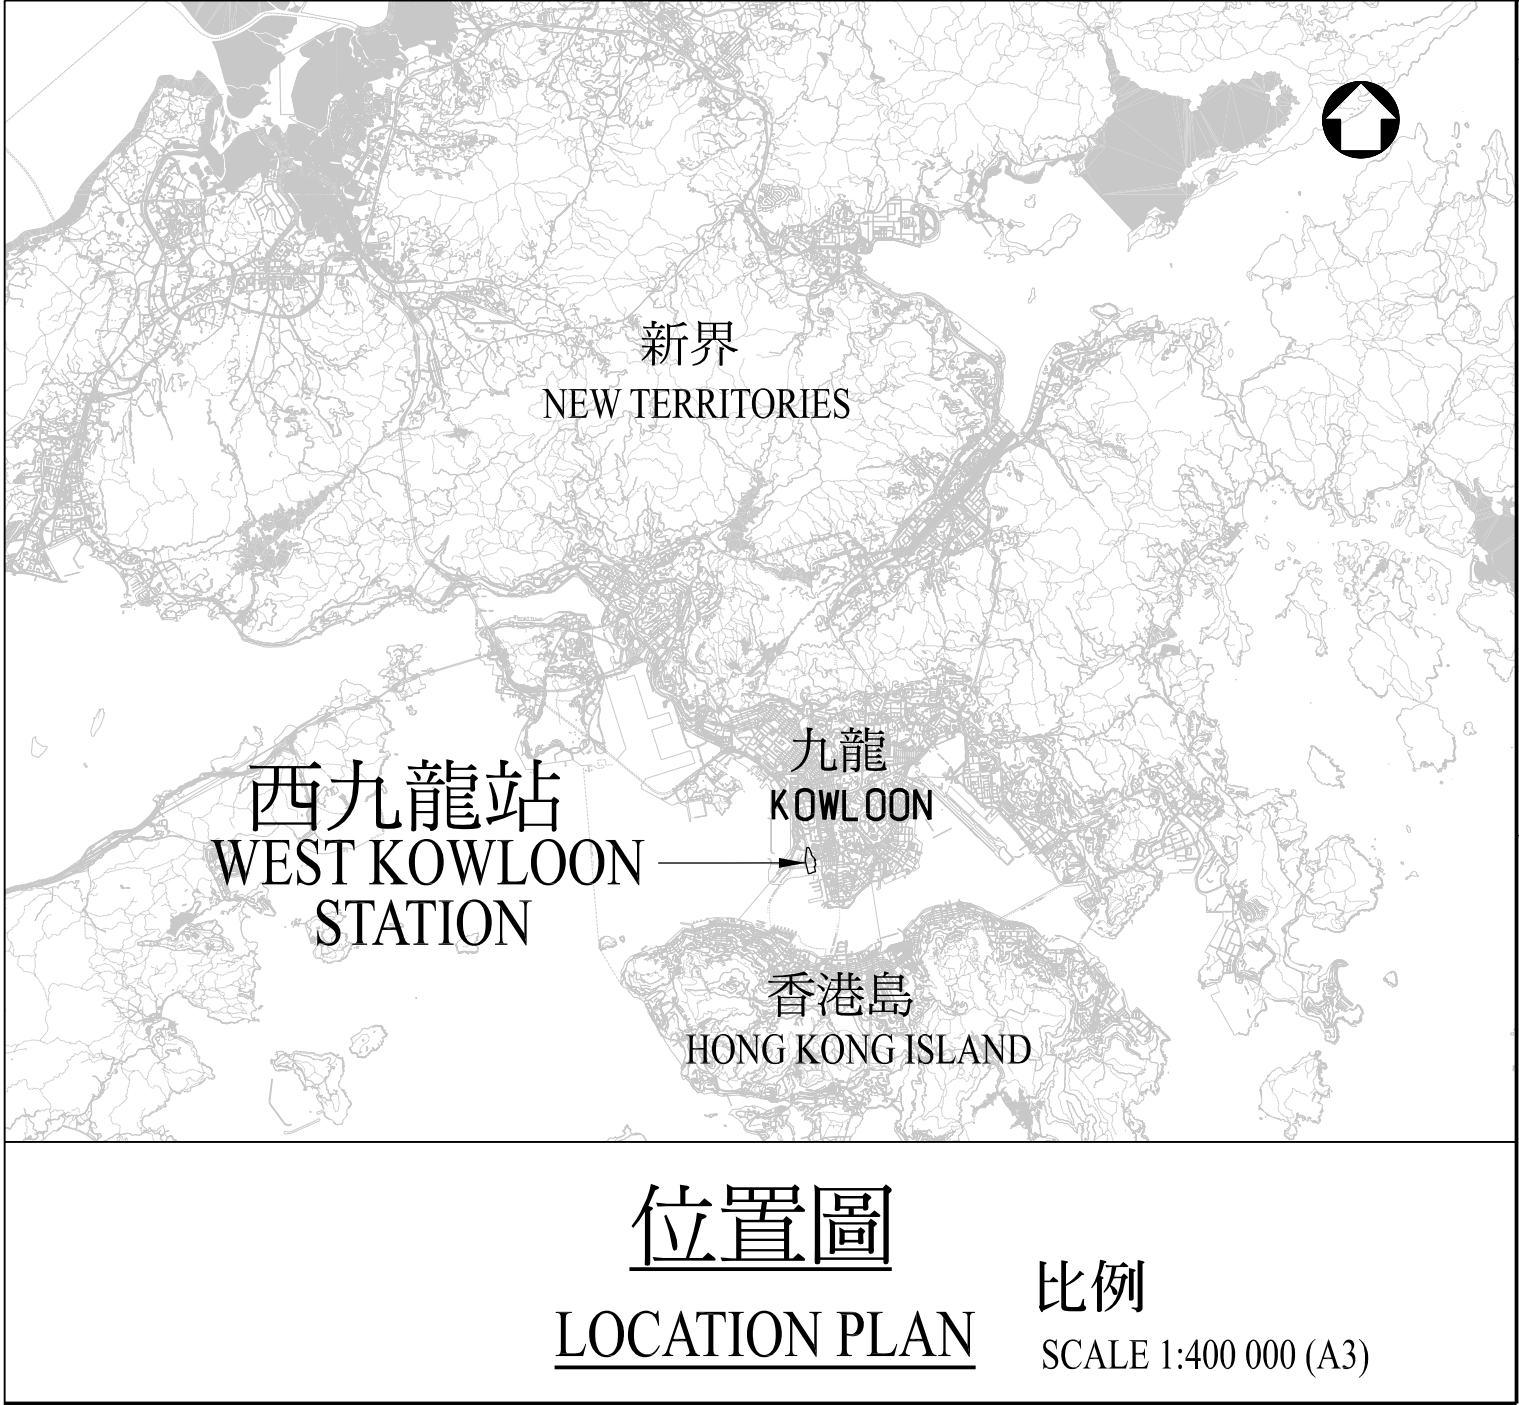 新界
NEW TERRITORIES
九龍
KOWLOON
西九龍站
WEST KOWLOON
STATION
香港島
HONG KONG ISLAND
位置圖
LOCATION PLAN
比例
SCALE 1:400 000 (A3)